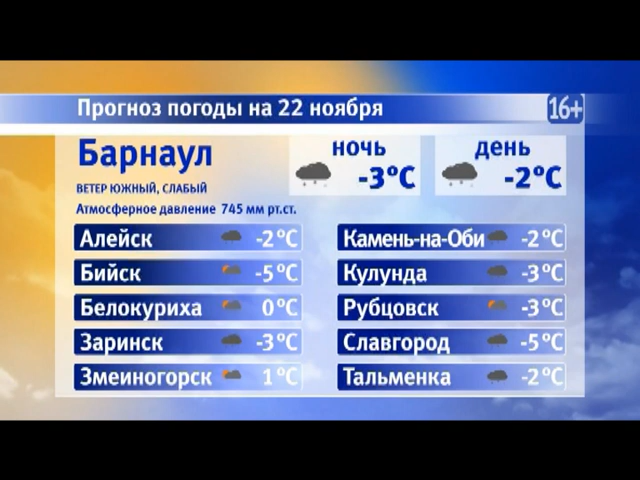 Прогноз погоды на 22 ноября 16+
Барнаул
ночь
-3°C
день
-2°C
ВЕТЕР ЮЖНЫЙ, СЛАБЫЙ
Атмосферное давление 745 мм рт.ст.
Алейск -2°C
Бийск -5°C
Белокуриха 0°C
Заринск -3°C
Змеиногорск 1°C
Камень-на-Оби -2°C
Кулунда -3°C
Рубцовск -3°C
Славгород -5°C
Тальменка -2°C